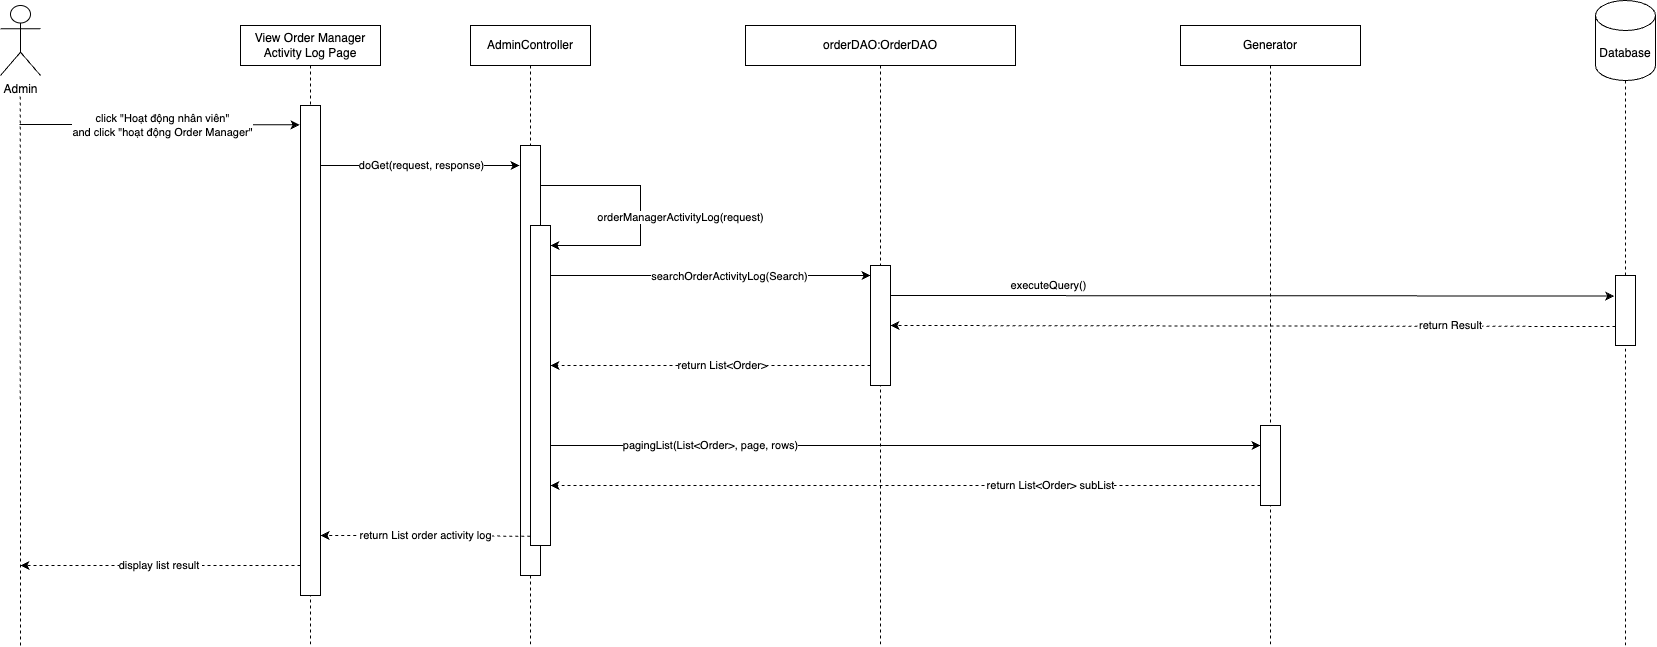 Admin
View Order Manager
Activity Log Page
AdminController
orderDAO:OrderDAO
Generator
Database
click "Hoạt động nhân viên"
and click "hoạt động Order Manager"
doGet(request, response)
orderManagerActivityLog(request)
searchOrderActivityLog(Search)
executeQuery()
return Result
return List<Order>
pagingList(List<Order>, page, rows)
return List<Order> subList
return List order activity log
display list result